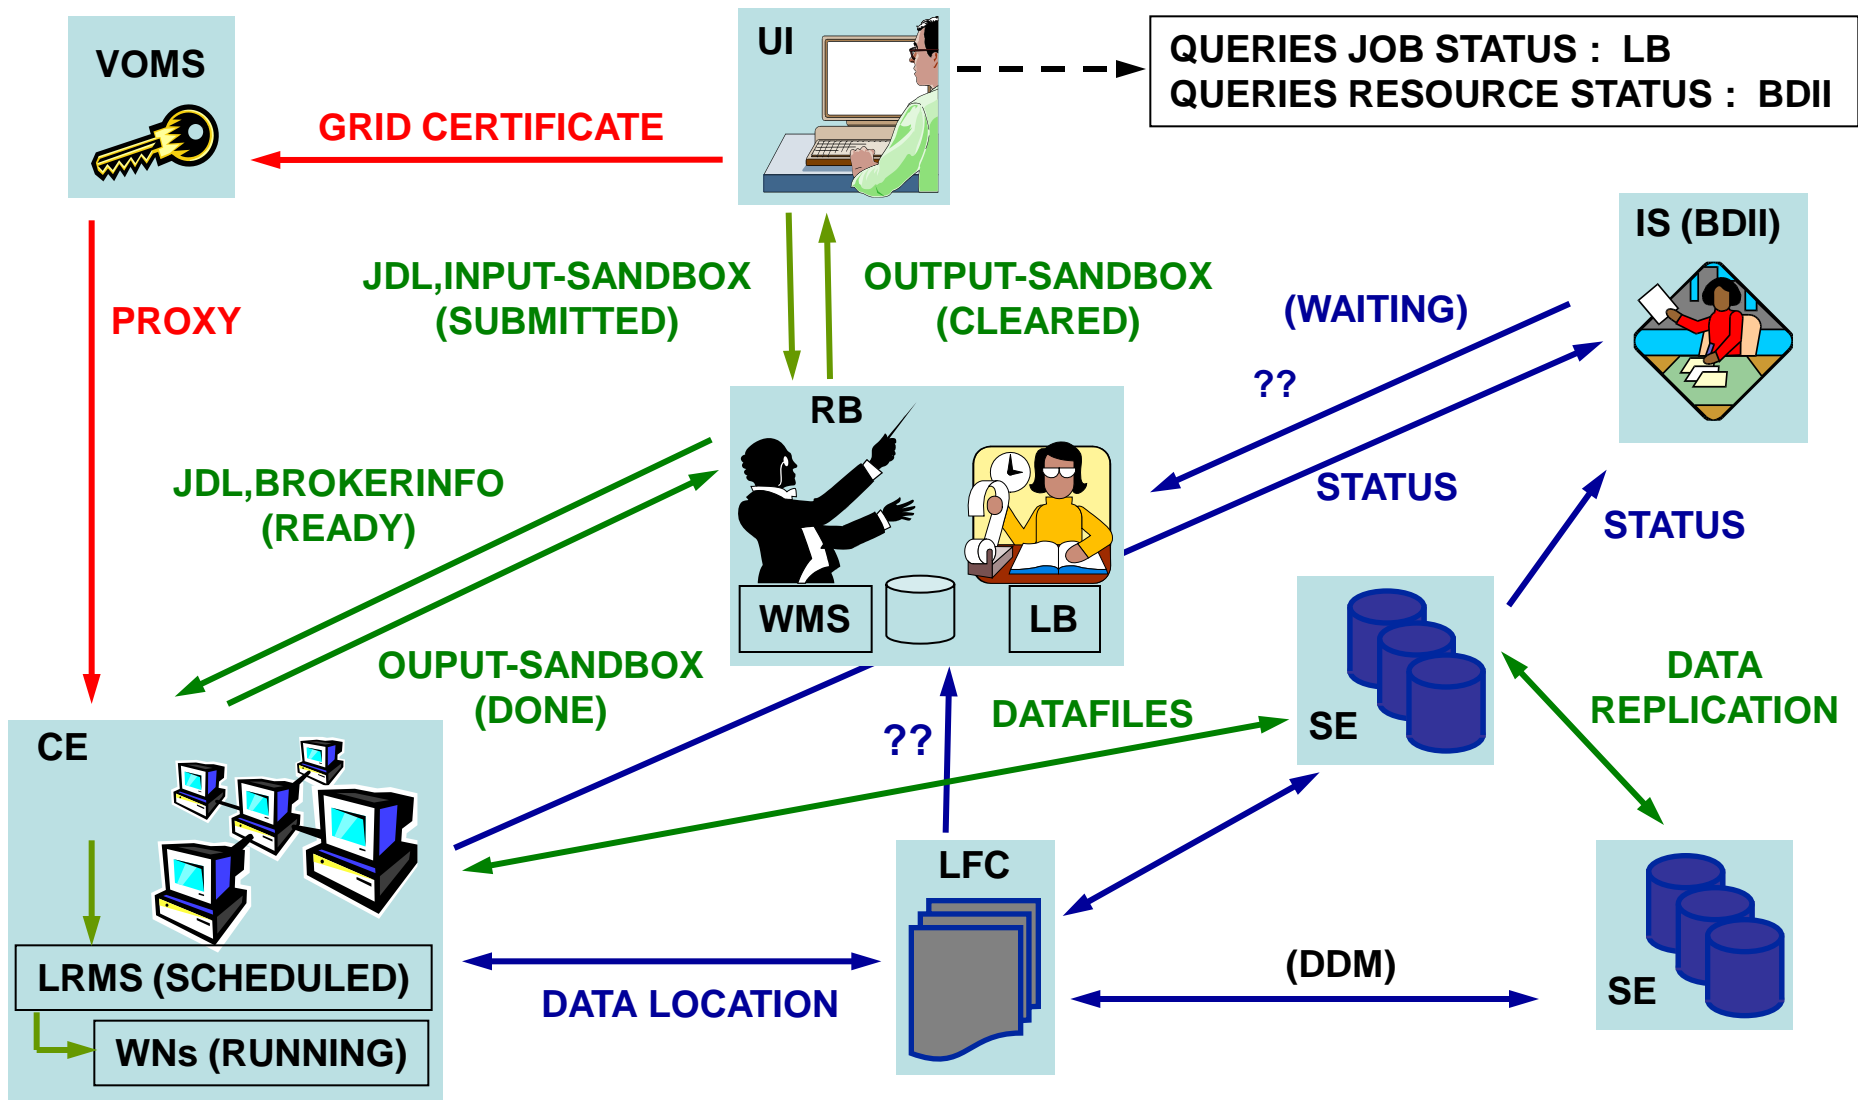 VOMS
UI
QUERIES JOB STATUS : LB
QUERIES RESOURCE STATUS : BDII
GRID CERTIFICATE
IS (BDII)
PROXY
JDL,INPUT-SANDBOX
(SUBMITTED)
OUTPUT-SANDBOX
(CLEARED)
(WAITING)
??
RB
STATUS
STATUS
JDL,BROKERINFO
(READY)
WMS
LB
OUPUT-SANDBOX
(DONE)
DATAFILES
??
SE
DATA
REPLICATION
CE
LFC
LRMS (SCHEDULED)
WNs (RUNNING)
DATA LOCATION
(DDM)
SE